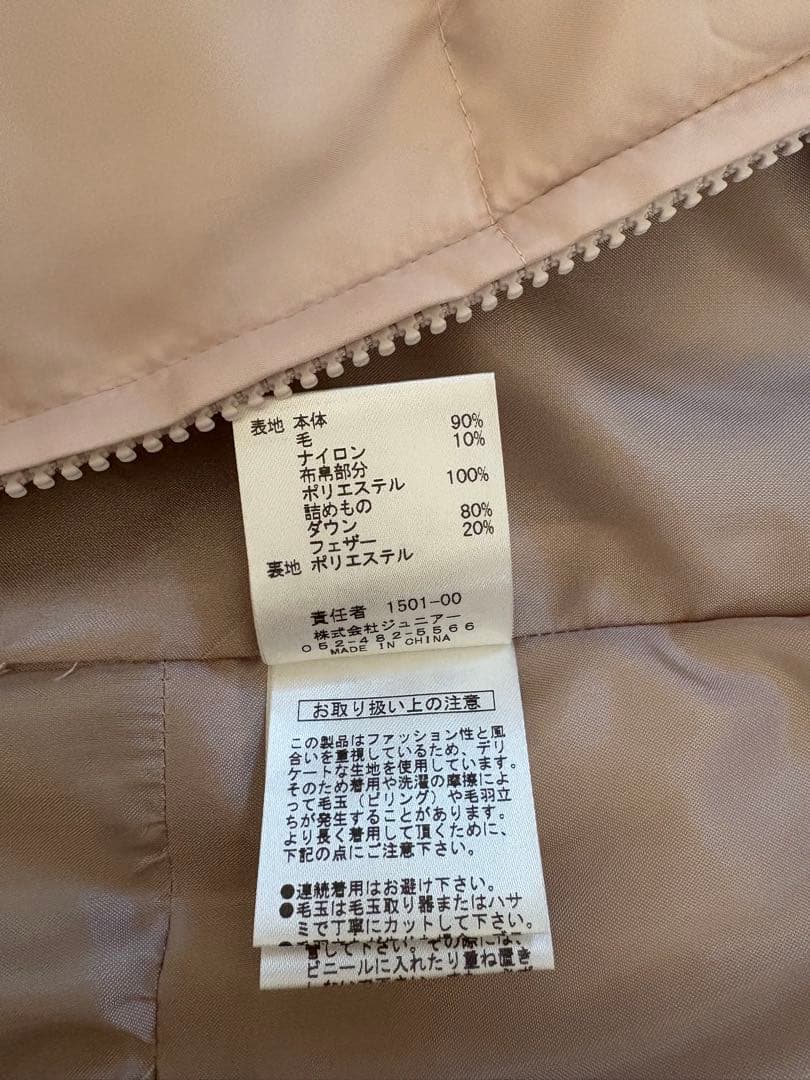 表地 本体
毛 90%
ナイロン 10%
布帛部分
ポリエステル 100%
詰めもの
ダウン 80%
フェザー 20%
裏地 ポリエステル
責任者 1501-00
株式会社ジュニアー
052-482-5566
MADE IN CHINA
お取り扱い上の注意
この製品はファッション性と風
合いを重視しているため、デリ
ケートな生地を使用しています。
そのため着用や洗濯の摩擦によ
って毛玉（ピリング）や毛羽立
ちが発生することがあります。
より長く着用して頂くために、
下記の点にご注意下さい。
●連続着用はお避け下さい。
●毛玉は毛玉取り器またはハサ
ミで丁寧にカットして下さい。
管して下さい。その際には、
ビニールに入れたり重ね置き